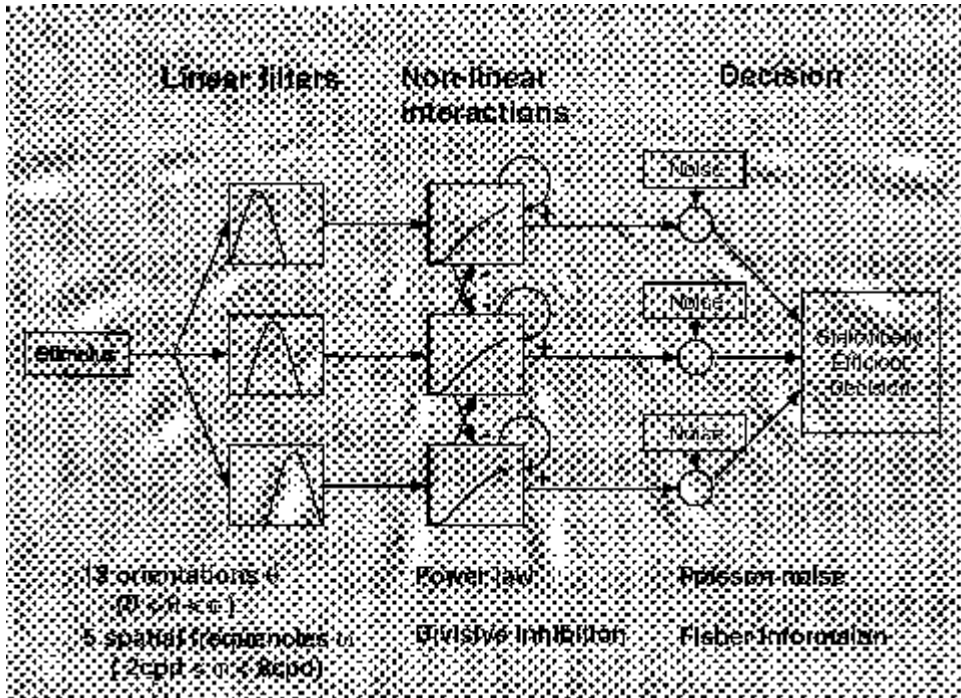 Linear filters
Non-linear
interactions
Decision
Noise
Noise
Noise
Stimulus
Statistically
Efficient
Decision
+
-
+
-
+
orientations θ
5 spatial frequencies ω
Power law
Divisive inhibition
Poisson noise
Fisher Information